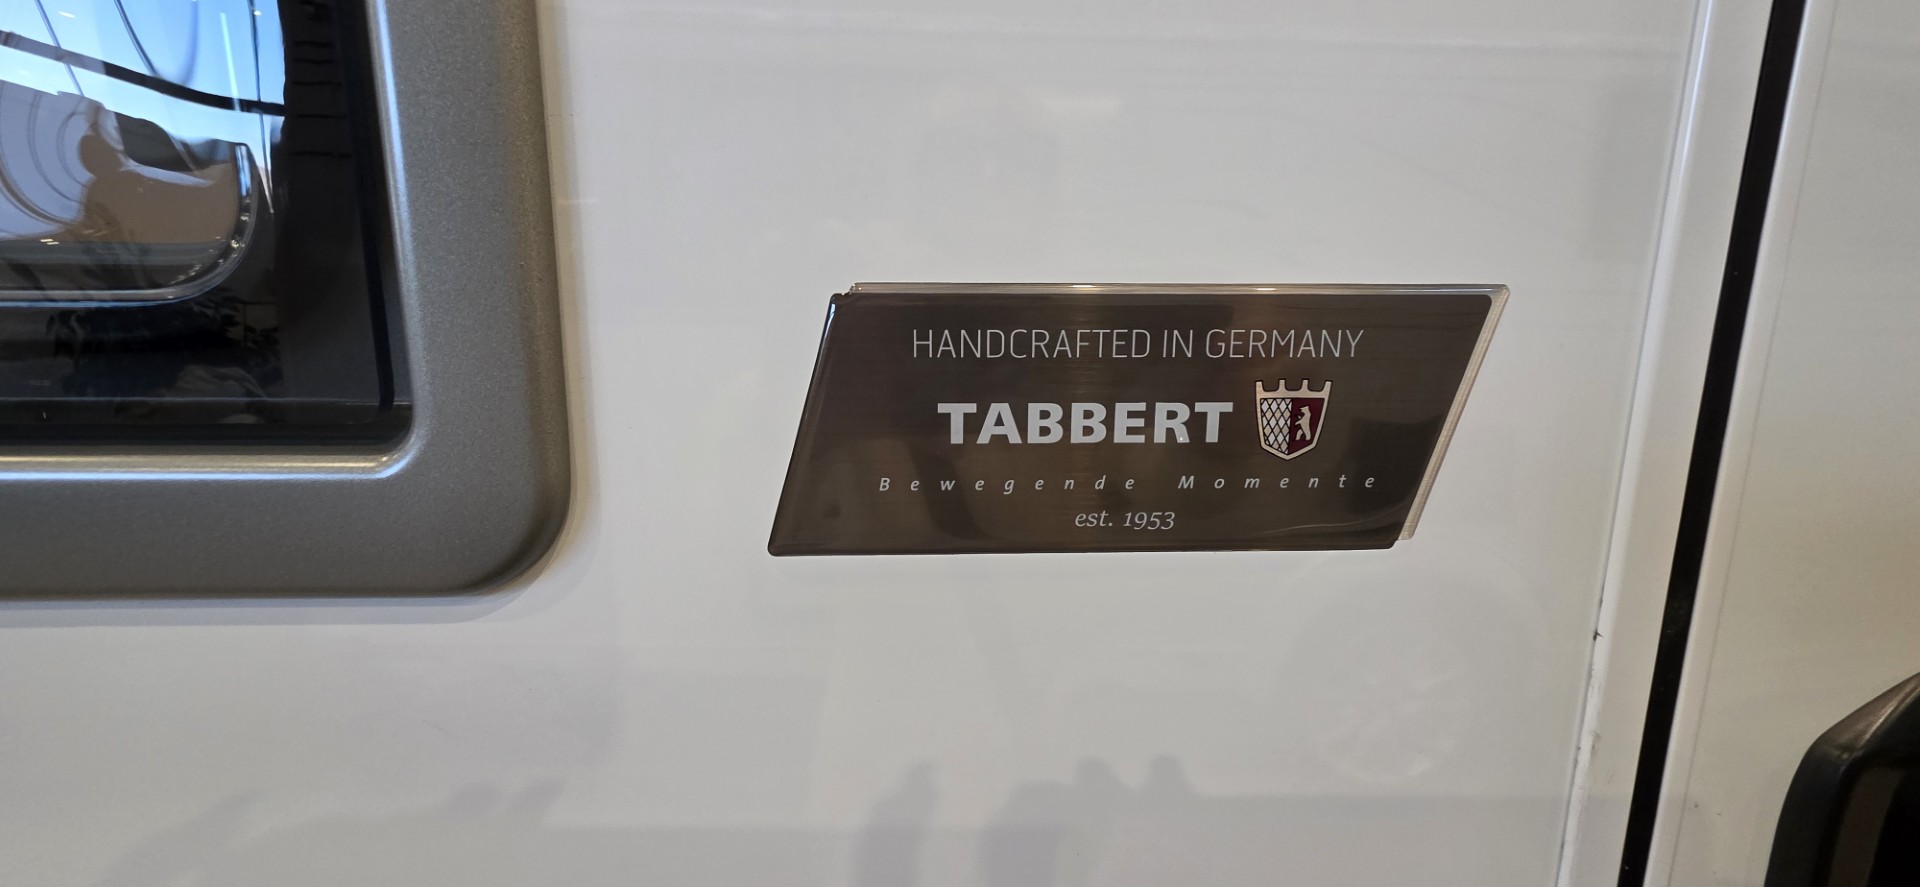 HANDCRAFTED IN GERMANY
TABBERT
Bewegende Momente
est. 1953